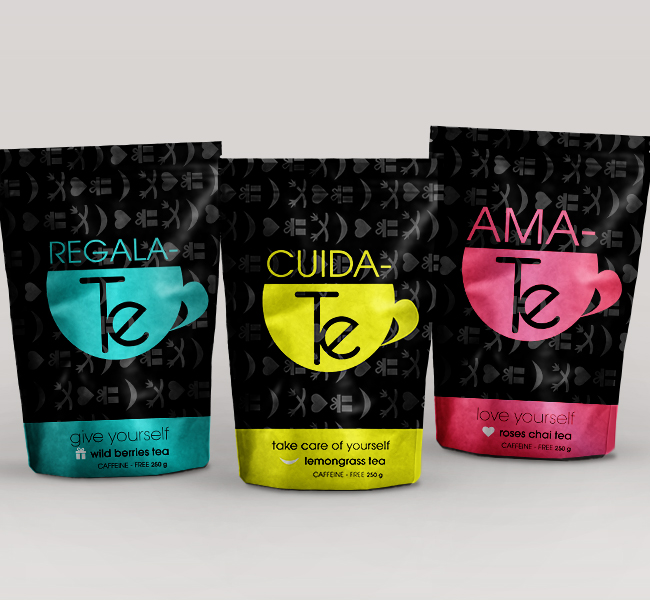 REGALA-
Te
give yourself
wild berries tea
CAFFEINE - FREE 250 g
CUIDA-
Te
take care of yourself
lemongrass tea
CAFFEINE - FREE 250 g
AMA-
Te
love yourself
roses chai tea
CAFFEINE - FREE 250 g